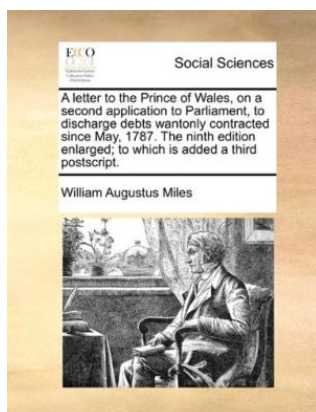 ECCO
Social Sciences
A letter to the Prince of Wales, on a
second application to Parliament, to
discharge debts wantonly contracted
since May, 1787. The ninth edition
enlarged; to which is added a third
postscript.
William Augustus Miles